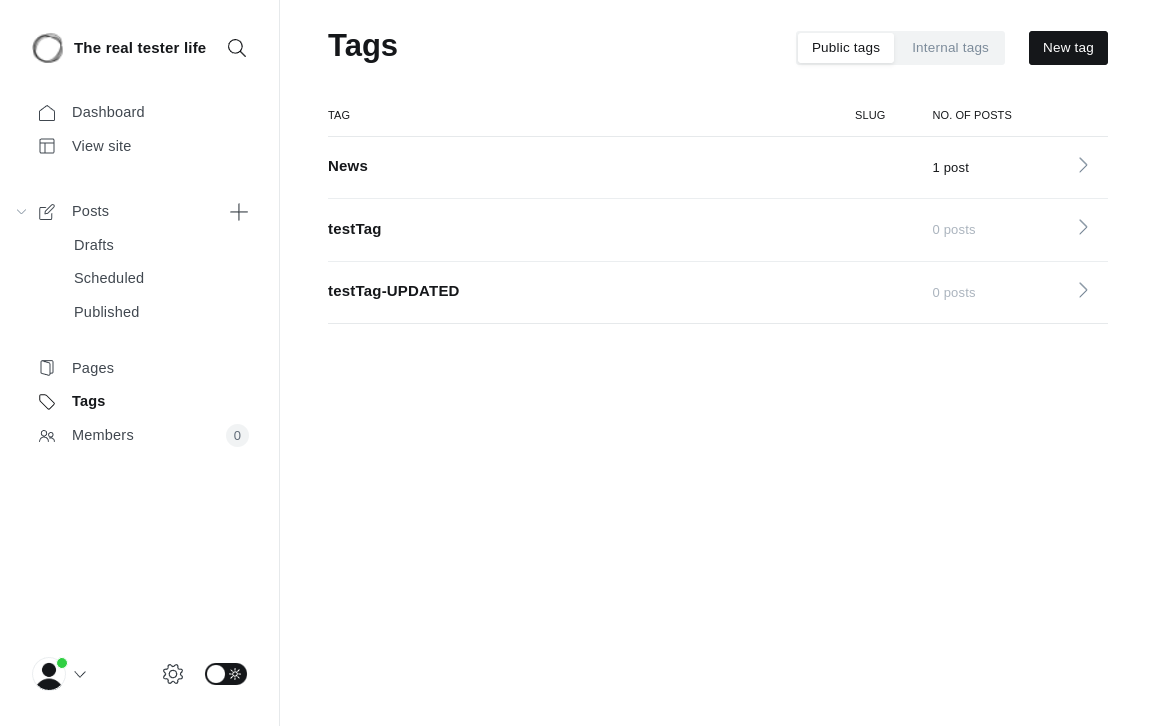 The real tester life
Dashboard
View site
Posts
Drafts
Scheduled
Published
Pages
Tags
Members 0
Tags
Public tags Internal tags New tag
TAG SLUG NO. OF POSTS
News 1 post
testTag 0 posts
testTag-UPDATED 0 posts